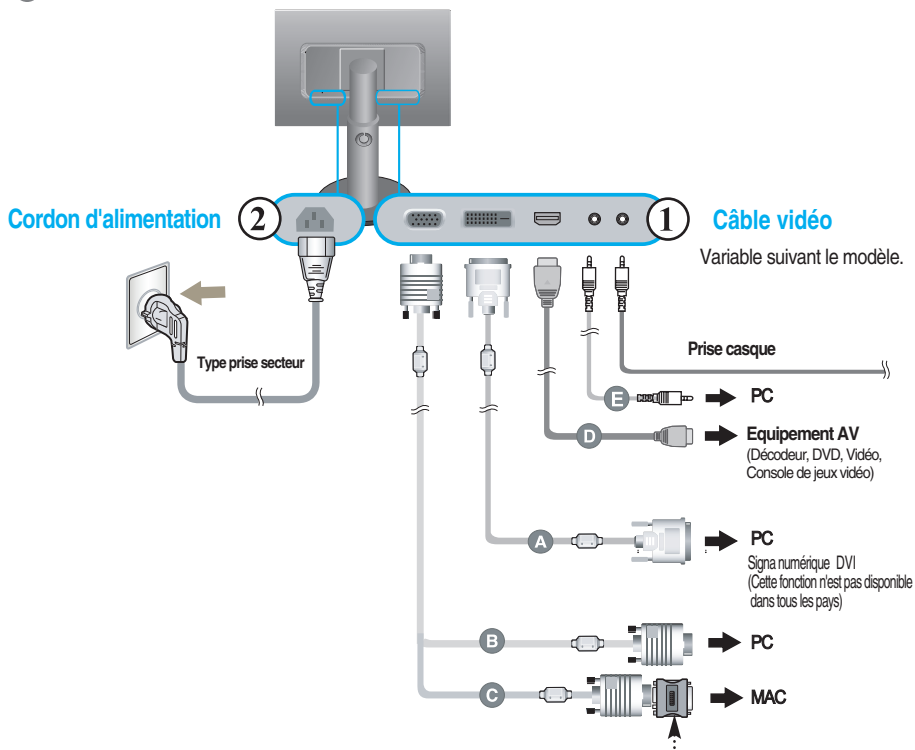 Cordon d'alimentation
2
1
Câble vidéo
Variable suivant le modèle.
Type prise secteur
Prise casque
E
PC
D
Equipement AV
(Décodeur, DVD, Vidéo,
Console de jeux vidéo)
A
PC
Signa numérique DVI
(Cette fonction n'est pas disponible
dans tous les pays)
B
PC
C
MAC